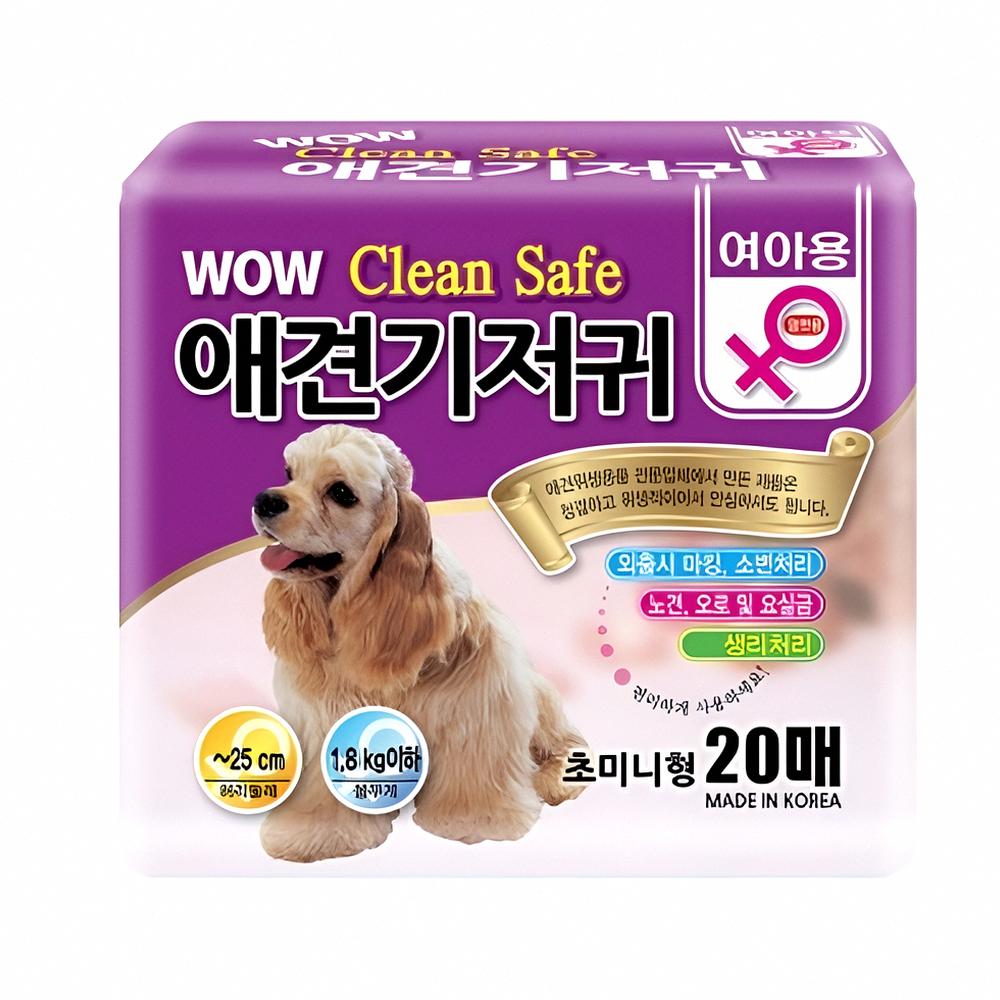 WOW
Clean Safe
애견기저귀
여아용
WOW Clean Safe
애견기저귀
여아용
외출시 마킹, 소변처리
노견, 오로 및 요실금
생리처리
~25 cm
1.8 kg이하
초미니형 20매
MADE IN KOREA